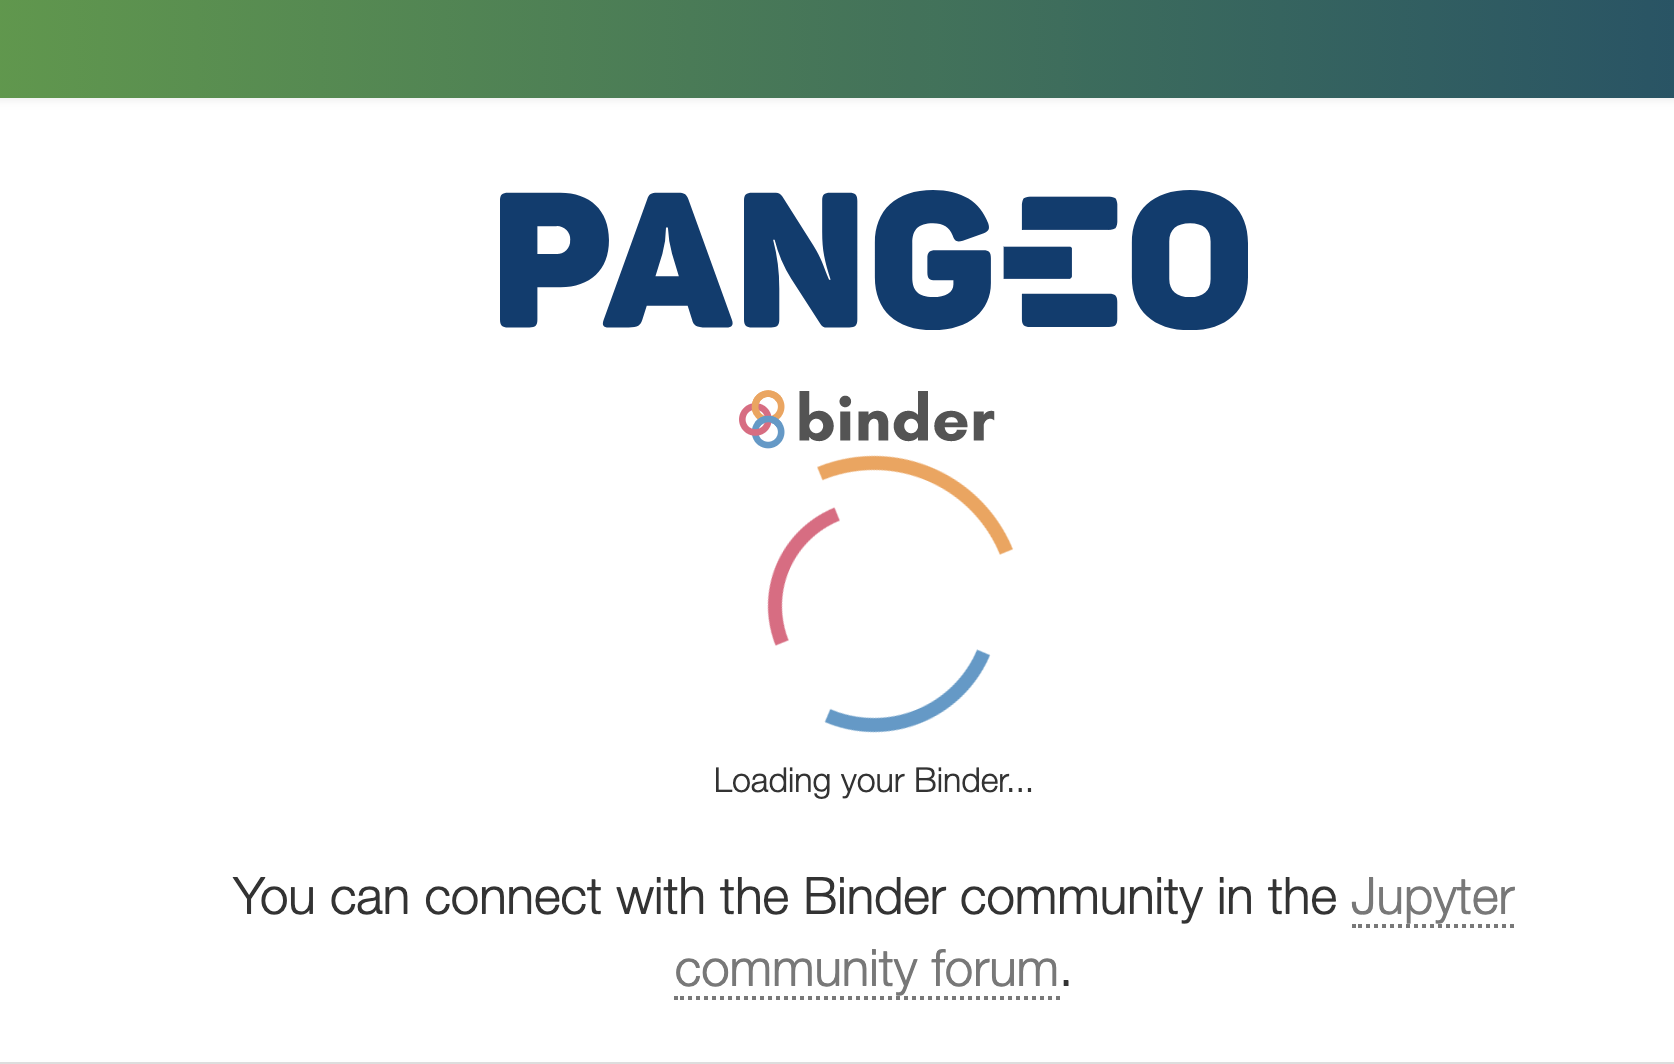 PANGEO
binder
Loading your Binder...
You can connect with the Binder community in the Jupyter
community forum.